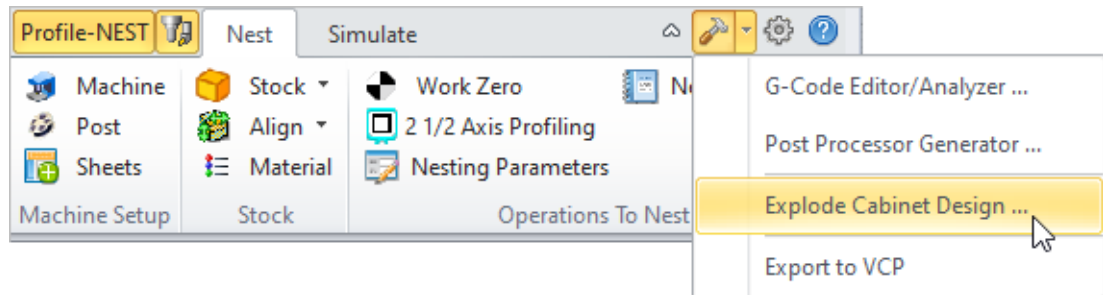 Profile-NEST Nest Simulate
Machine Stock Work Zero
Post Align 2 1/2 Axis Profiling
Sheets Material Nesting Parameters
Machine Setup Stock Operations To Nest
G-Code Editor/Analyzer ...
Post Processor Generator ...
Explode Cabinet Design ...
Export to VCP